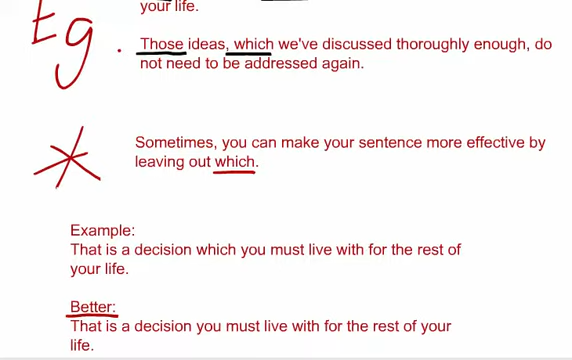 your life.
Eg
. Those ideas, which we've discussed thoroughly enough, do
not need to be addressed again.
* Sometimes, you can make your sentence more effective by
leaving out which.
Example:
That is a decision which you must live with for the rest of
your life.
Better:
That is a decision you must live with for the rest of your
life.